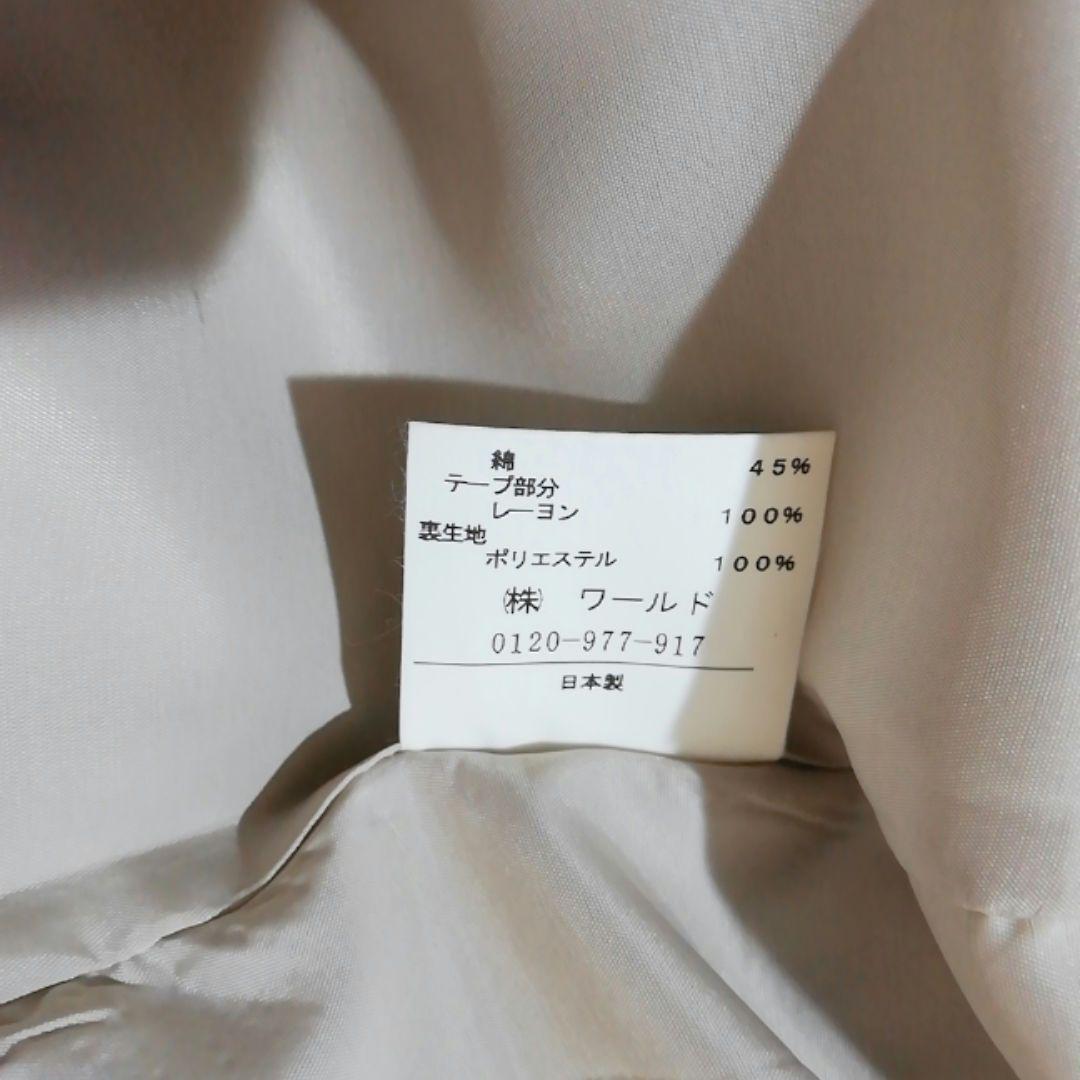 綿 45%
テープ部分
レーヨン 100%
裏生地
ポリエステル 100%
㈱ ワールド
0120-977-917
日本製